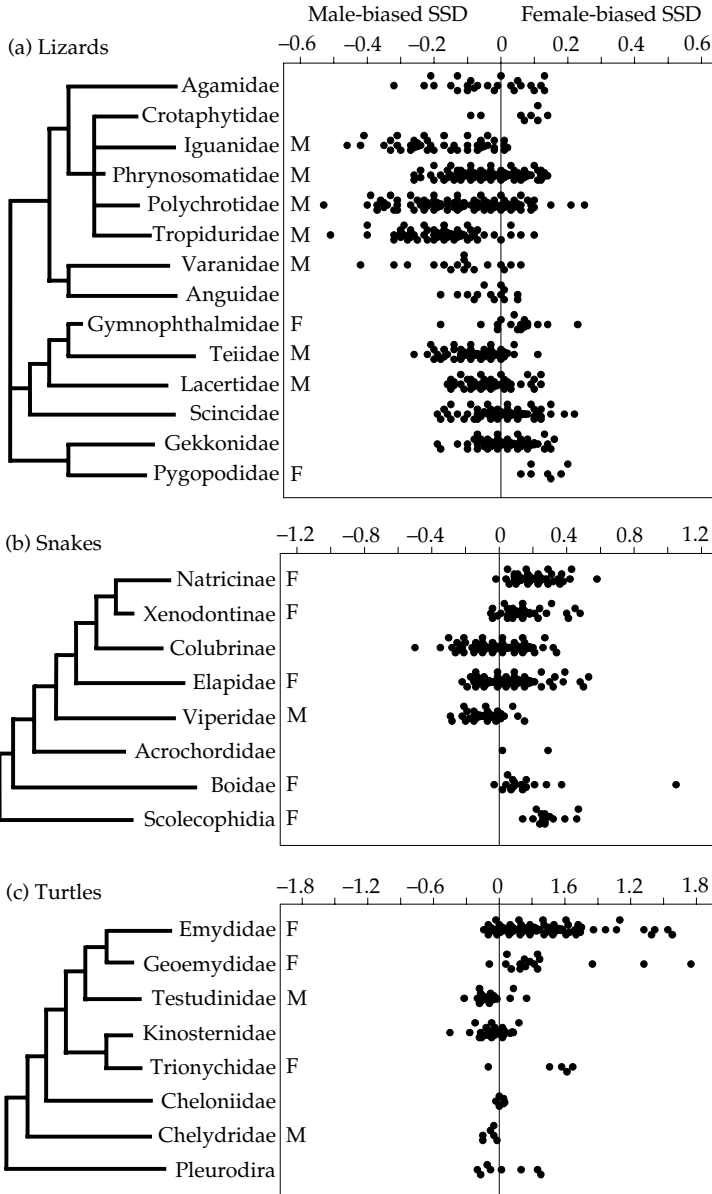 Male-biased SSD Female-biased SSD
(a) Lizards
−0.6 −0.4 −0.2 0 0.2 0.4 0.6
Agamidae
Crotaphytidae
Iguanidae M
Phrynosomatidae M
Polychrotidae M
Tropiduridae M
Varanidae M
Anguidae
Gymnophthalmidae F
Teiidae M
Lacertidae M
Scincidae
Gekkonidae
Pygopodidae F
(b) Snakes
−1.2 −0.8 −0.4 0 0.4 0.6 1.2
Natricinae F
Xenodontinae F
Colubrinae
Elapidae F
Viperidae M
Acrochordidae
Boidae F
Scolecophidia F
(c) Turtles
−1.8 −1.2 −0.6 0 1.6 1.2 1.8
Emydidae F
Geoemydidae F
Testudinidae M
Kinosternidae
Trionychidae F
Cheloniidae
Chelydridae M
Pleurodira